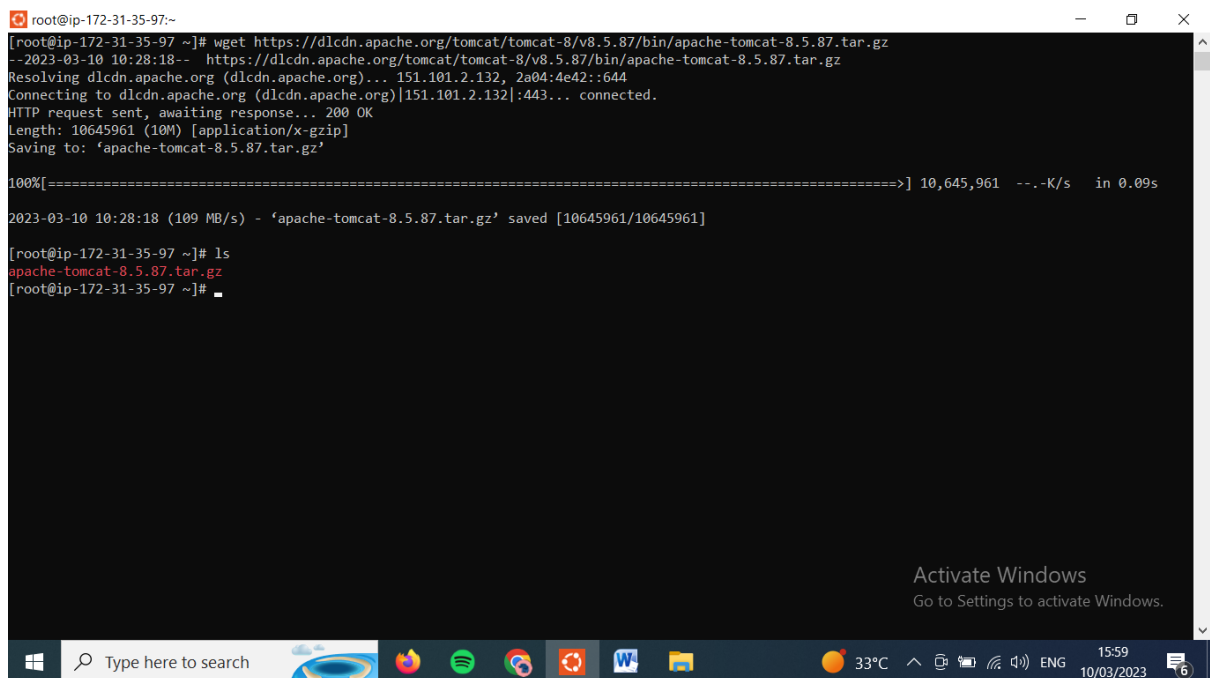 root@ip-172-31-35-97:~
[root@ip-172-31-35-97 ~]# wget https://dlcdn.apache.org/tomcat/tomcat-8/v8.5.87/bin/apache-tomcat-8.5.87.tar.gz
--2023-03-10 10:28:18-- https://dlcdn.apache.org/tomcat/tomcat-8/v8.5.87/bin/apache-tomcat-8.5.87.tar.gz
Resolving dlcdn.apache.org (dlcdn.apache.org)... 151.101.2.132, 2a04:4e42::644
Connecting to dlcdn.apache.org (dlcdn.apache.org)|151.101.2.132|:443... connected.
HTTP request sent, awaiting response... 200 OK
Length: 10645961 (10M) [application/x-gzip]
Saving to: ‘apache-tomcat-8.5.87.tar.gz’
100%[=============================================================================================================>] 10,645,961 --.-K/s in 0.09s
2023-03-10 10:28:18 (109 MB/s) - ‘apache-tomcat-8.5.87.tar.gz’ saved [10645961/10645961]
[root@ip-172-31-35-97 ~]# ls
apache-tomcat-8.5.87.tar.gz
[root@ip-172-31-35-97 ~]#
Activate Windows
Go to Settings to activate Windows.
Type here to search
33°C
ENG
15:59
10/03/2023
6